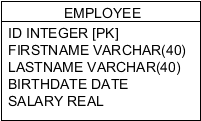 EMPLOYEE
ID INTEGER [PK]
FIRSTNAME VARCHAR(40)
LASTNAME VARCHAR(40)
BIRTHDATE DATE
SALARY REAL